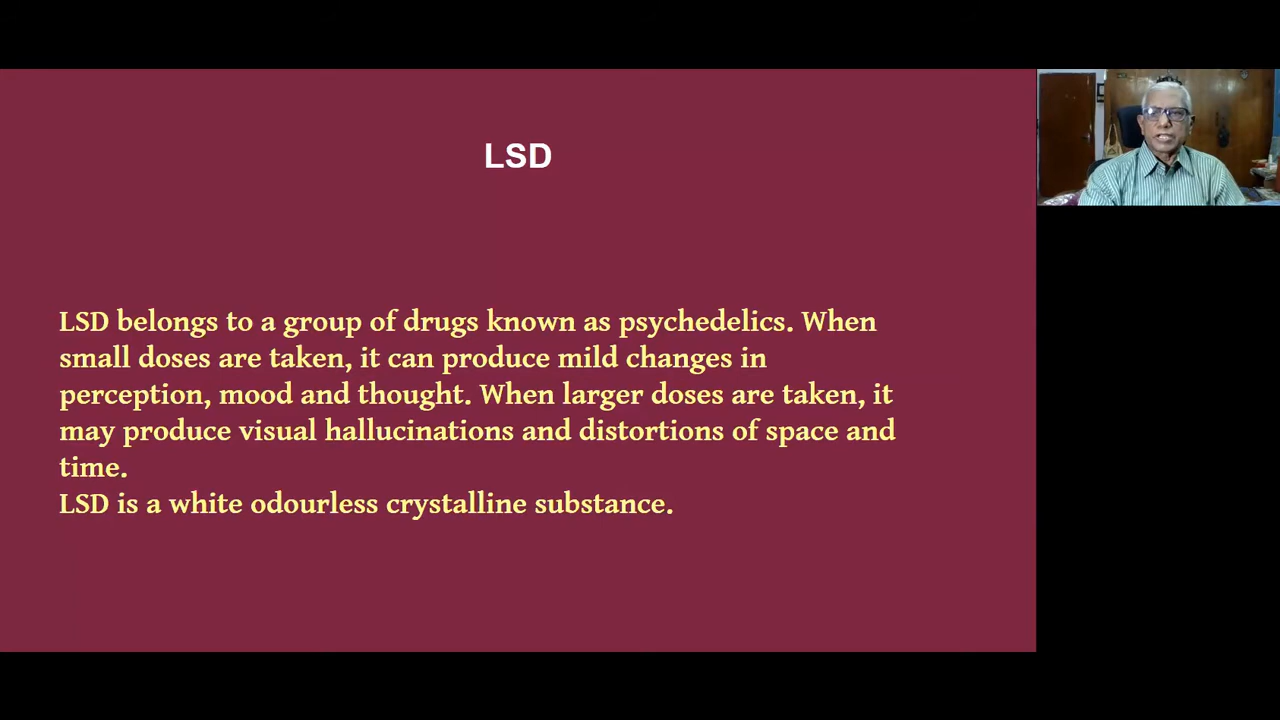 LSD
LSD belongs to a group of drugs known as psychedelics. When
small doses are taken, it can produce mild changes in
perception, mood and thought. When larger doses are taken, it
may produce visual hallucinations and distortions of space and
time.
LSD is a white odourless crystalline substance.